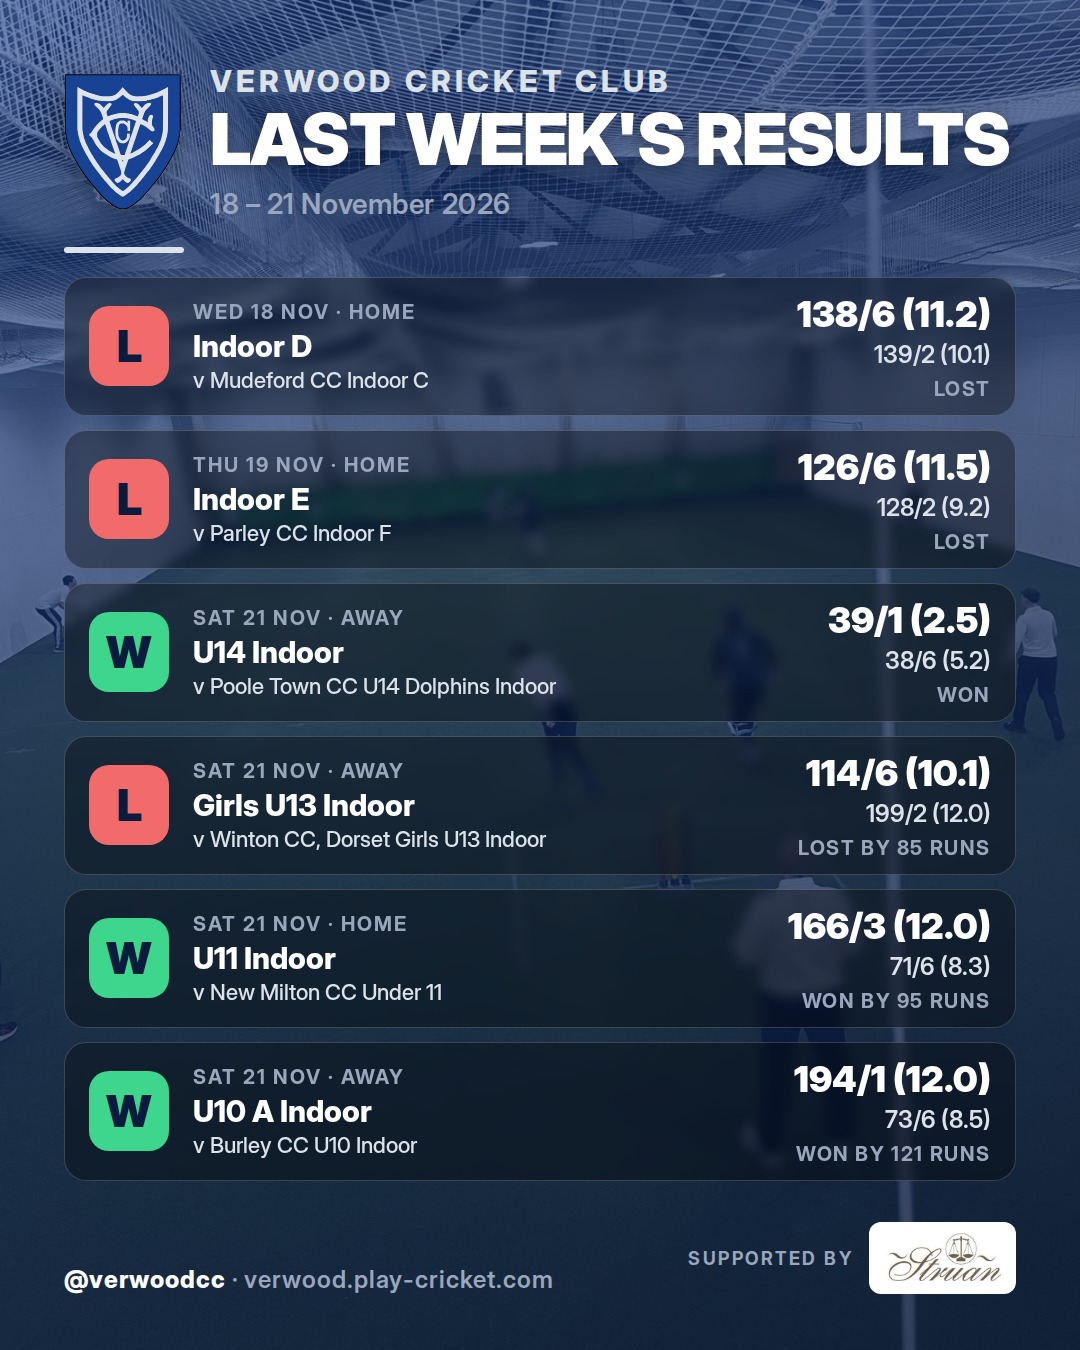 VERWOOD CRICKET CLUB
LAST WEEK'S RESULTS
18 – 21 November 2026
L
WED 18 NOV · HOME
Indoor D
v Mudeford CC Indoor C
138/6 (11.2)
139/2 (10.1)
LOST
L
THU 19 NOV · HOME
Indoor E
v Parley CC Indoor F
126/6 (11.5)
128/2 (9.2)
LOST
W
SAT 21 NOV · AWAY
U14 Indoor
v Poole Town CC U14 Dolphins Indoor
39/1 (2.5)
38/6 (5.2)
WON
L
SAT 21 NOV · AWAY
Girls U13 Indoor
v Winton CC, Dorset Girls U13 Indoor
114/6 (10.1)
199/2 (12.0)
LOST BY 85 RUNS
W
SAT 21 NOV · HOME
U11 Indoor
v New Milton CC Under 11
166/3 (12.0)
71/6 (8.3)
WON BY 95 RUNS
W
SAT 21 NOV · AWAY
U10 A Indoor
v Burley CC U10 Indoor
194/1 (12.0)
73/6 (8.5)
WON BY 121 RUNS
@verwoodcc · verwood.play-cricket.com
SUPPORTED BY
Struan